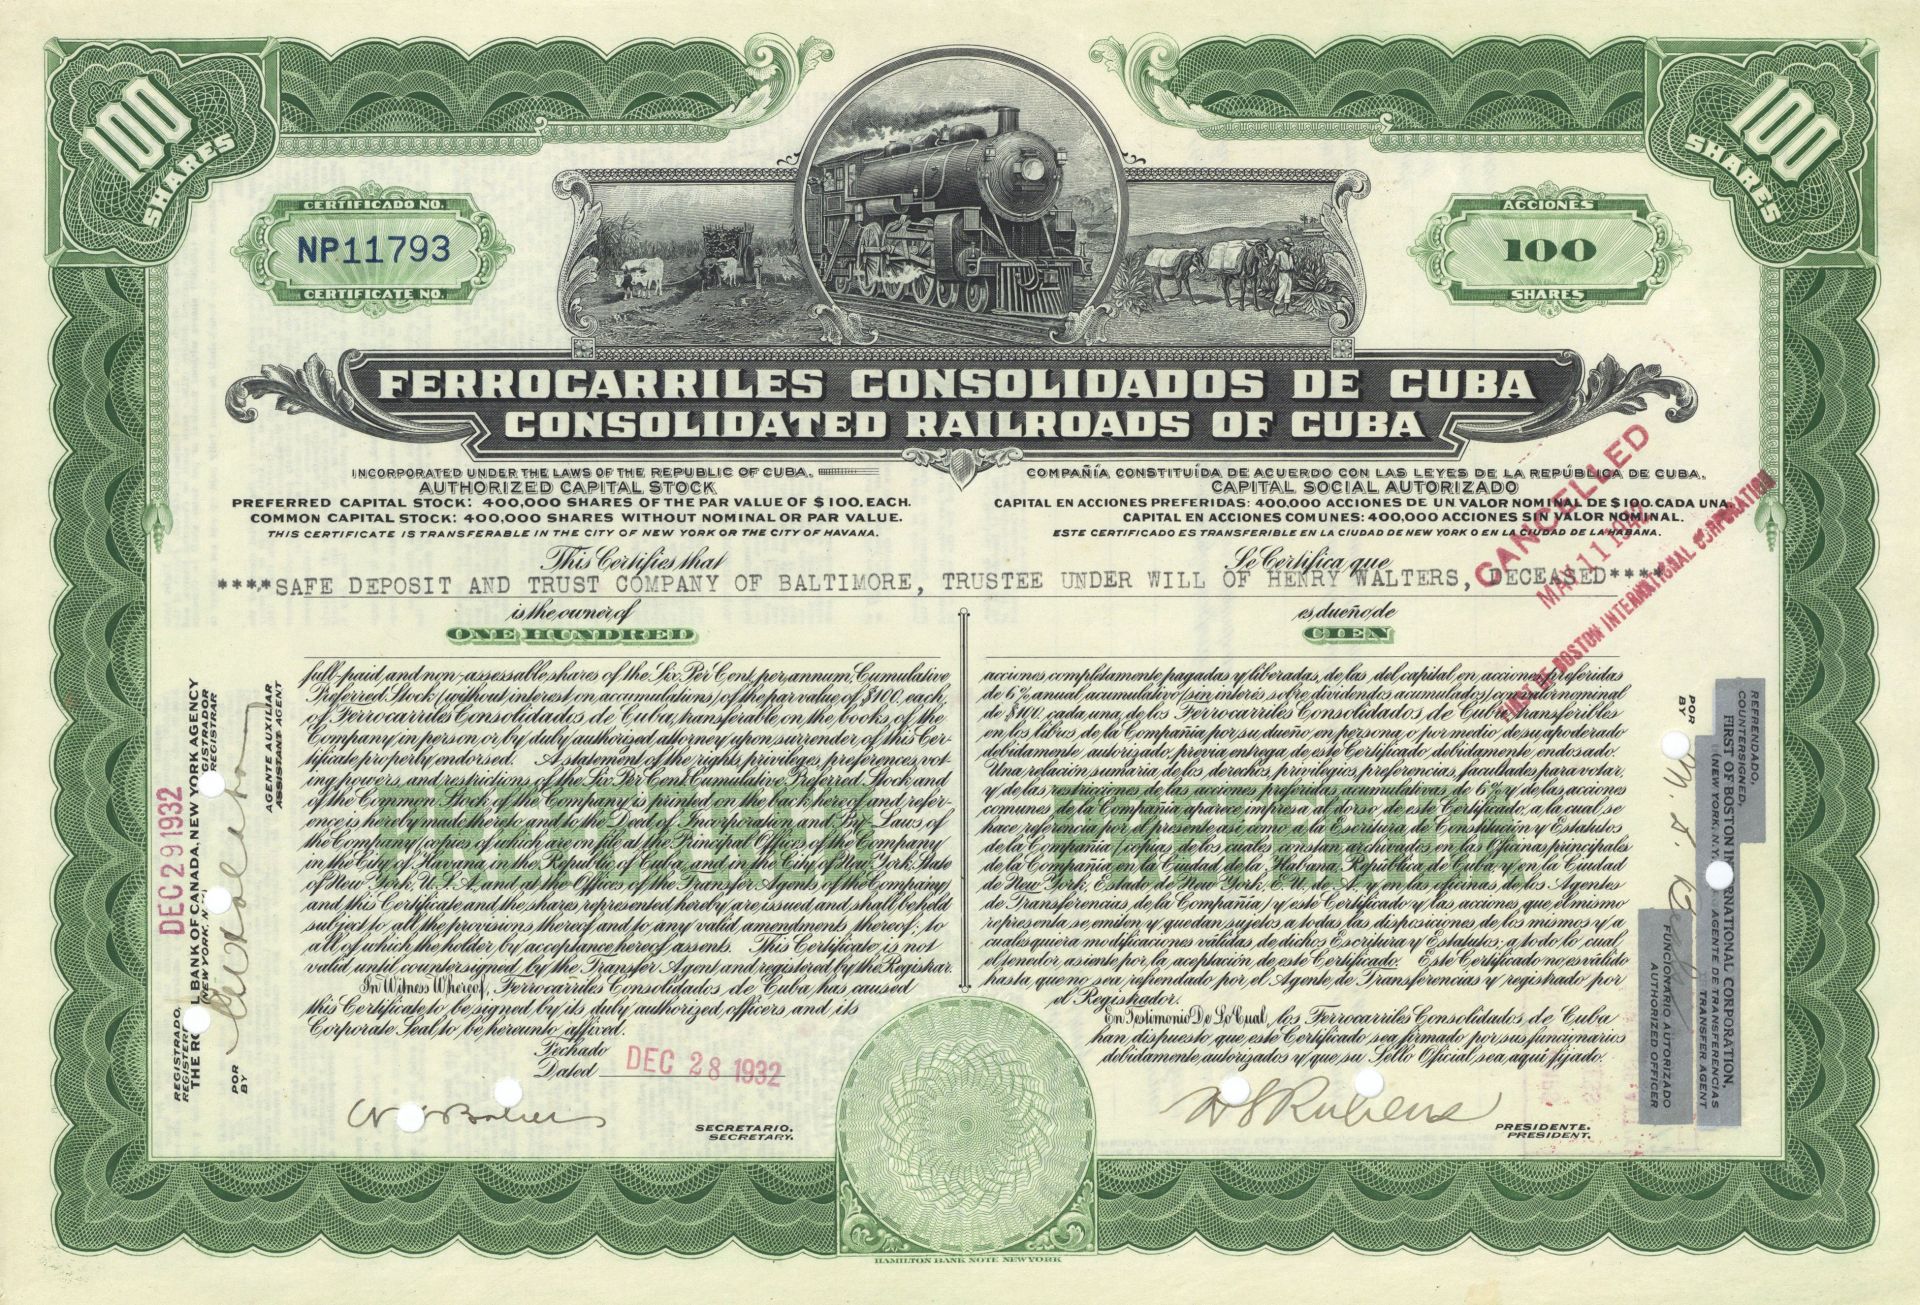 100
SHARES
100
SHARES
CERTIFICADO NO.
NP11793
CERTIFICATE NO.
ACCIONES
100
SHARES
FERROCARRILES CONSOLIDADOS DE CUBA
CONSOLIDATED RAILROADS OF CUBA
INCORPORATED UNDER THE LAWS OF THE REPUBLIC OF CUBA.
AUTHORIZED CAPITAL STOCK
PREFERRED CAPITAL STOCK: 400,000 SHARES OF THE PAR VALUE OF $100. EACH.
COMMON CAPITAL STOCK: 400,000 SHARES WITHOUT NOMINAL OR PAR VALUE.
THIS CERTIFICATE IS TRANSFERABLE IN THE CITY OF NEW YORK OR THE CITY OF HAVANA.
COMPAÑÍA CONSTITUÍDA DE ACUERDO CON LAS LEYES DE LA REPÚBLICA DE CUBA.
CAPITAL SOCIAL AUTORIZADO
CAPITAL EN ACCIONES PREFERIDAS: 400,000 ACCIONES DE UN VALOR NOMINAL DE $100. CADA UNA.
CAPITAL EN ACCIONES COMUNES: 400,000 ACCIONES SIN VALOR NOMINAL.
ESTE CERTIFICADO ES TRANSFERIBLE EN LA CIUDAD DE NEW YORK O EN LA CIUDAD DE LA HABANA.
CANCELLED
MAY 11 1942
FIRST OF BOSTON INTERNATIONAL CORPORATION
This Certifies that
Se Certifica que
****SAFE DEPOSIT AND TRUST COMPANY OF BALTIMORE, TRUSTEE UNDER WILL OF HENRY WALTERS, DECEASED****
is the owner of
es dueño de
ONE HUNDRED
CIEN
full-paid and non-assessable shares of the Six Per Cent, per annum, Cumulative
Preferred Stock (without interest on accumulations) of the par value of $100. each,
of Ferrocarriles Consolidados de Cuba, transferable on the books of the
Company in person or by duly authorised attorney upon surrender of this Cer-
tificate properly endorsed. A statement of the rights, privileges, preferences, vot-
ing powers, and restrictions of the Six Per Cent Cumulative Preferred Stock and
of the Common Stock of the Company is printed on the back hereof and refer-
ence is hereby made thereto and to the Deed of Incorporation and By-Laws of
the Company (copies of which are on file at the Principal Offices of the Company
in the City of Havana, in the Republic of Cuba, and in the City of New York, State
of New York, U.S.A. and at the Offices of the Transfer Agents of the Company)
and this Certificate and the shares represented hereby are issued and shall be held
subject to all the provisions thereof and to any valid amendments thereof; to
all of which the holder by acceptance hereof assents. This Certificate is not
valid until countersigned by the Transfer Agent and registered by the Registrar.
In Witness Whereof, Ferrocarriles Consolidados de Cuba has caused
this Certificate to be signed by its duly authorized officers and its
Corporate Seal to be hereunto affixed.
Fechado
Dated DEC 28 1932
acciones completamente pagadas y liberadas, de las del capital en acciones preferidas
de 6% anual acumulativo (sin interés sobre dividendos acumulados) con valor nominal
de $100. cada una, de los Ferrocarriles Consolidados de Cuba, transferibles
en los libros de la Compañía por su dueño en persona, o por medio de su apoderado
debidamente autorizado, previa entrega de este Certificado debidamente endosado.
Una relación sumaria de los derechos, privilegios, preferencias, facultades para votar,
y de las restricciones de las acciones preferidas acumulativas de 6% y de las acciones
comunes de la Compañía aparece impresa al dorso de este Certificado, a la cual se
hace referencia por el presente así como a la Escritura de Constitución y Estatutos
de la Compañía (copias de los cuales constan archivados en las Oficinas principales
de la Compañía en la Ciudad de la Habana, República de Cuba, y en la Ciudad
de New York, Estado de New York, E.U. de A. y en las oficinas de los Agentes
de Transferencias de la Compañía) y este Certificado y las acciones que el mismo
representa se emiten y quedan sujetos a todas las disposiciones de los mismos y a
cualesquiera modificaciones válidas de dichos Escritura y Estatutos; a todo lo cual
el tenedor asiente por la aceptación de este Certificado. Este Certificado no es válido
hasta que no sea refrendado por el Agente de Transferencias y registrado por
el Registrador.
En Testimonio De Lo Cual, los Ferrocarriles Consolidados de Cuba
han dispuesto que este Certificado sea firmado por sus funcionarios
debidamente autorizados y que su Sello Oficial sea aquí fijado.
SECRETARIO.
SECRETARY.
W S Rubens
PRESIDENTE.
PRESIDENT.
REGISTRADO,
THE ROYAL BANK OF CANADA, NEW YORK AGENCY
(NEW YORK, N.
GISTRADOR
REGISTRAR
DEC 29 1932
POR
BY
AGENTE AUXILIAR
ASSISTANT AGENT
REFRENDADO,
COUNTERSIGNED,
FIRST OF BOSTON INTERNATIONAL CORPORATION,
(NEW YORK, N.Y.) AGENTE DE TRANSFERENCIAS
TRANSFER AGENT
POR
BY
FUNCIONARIO AUTORIZADO
AUTHORIZED OFFICER
HAMILTON BANK NOTE NEW YORK